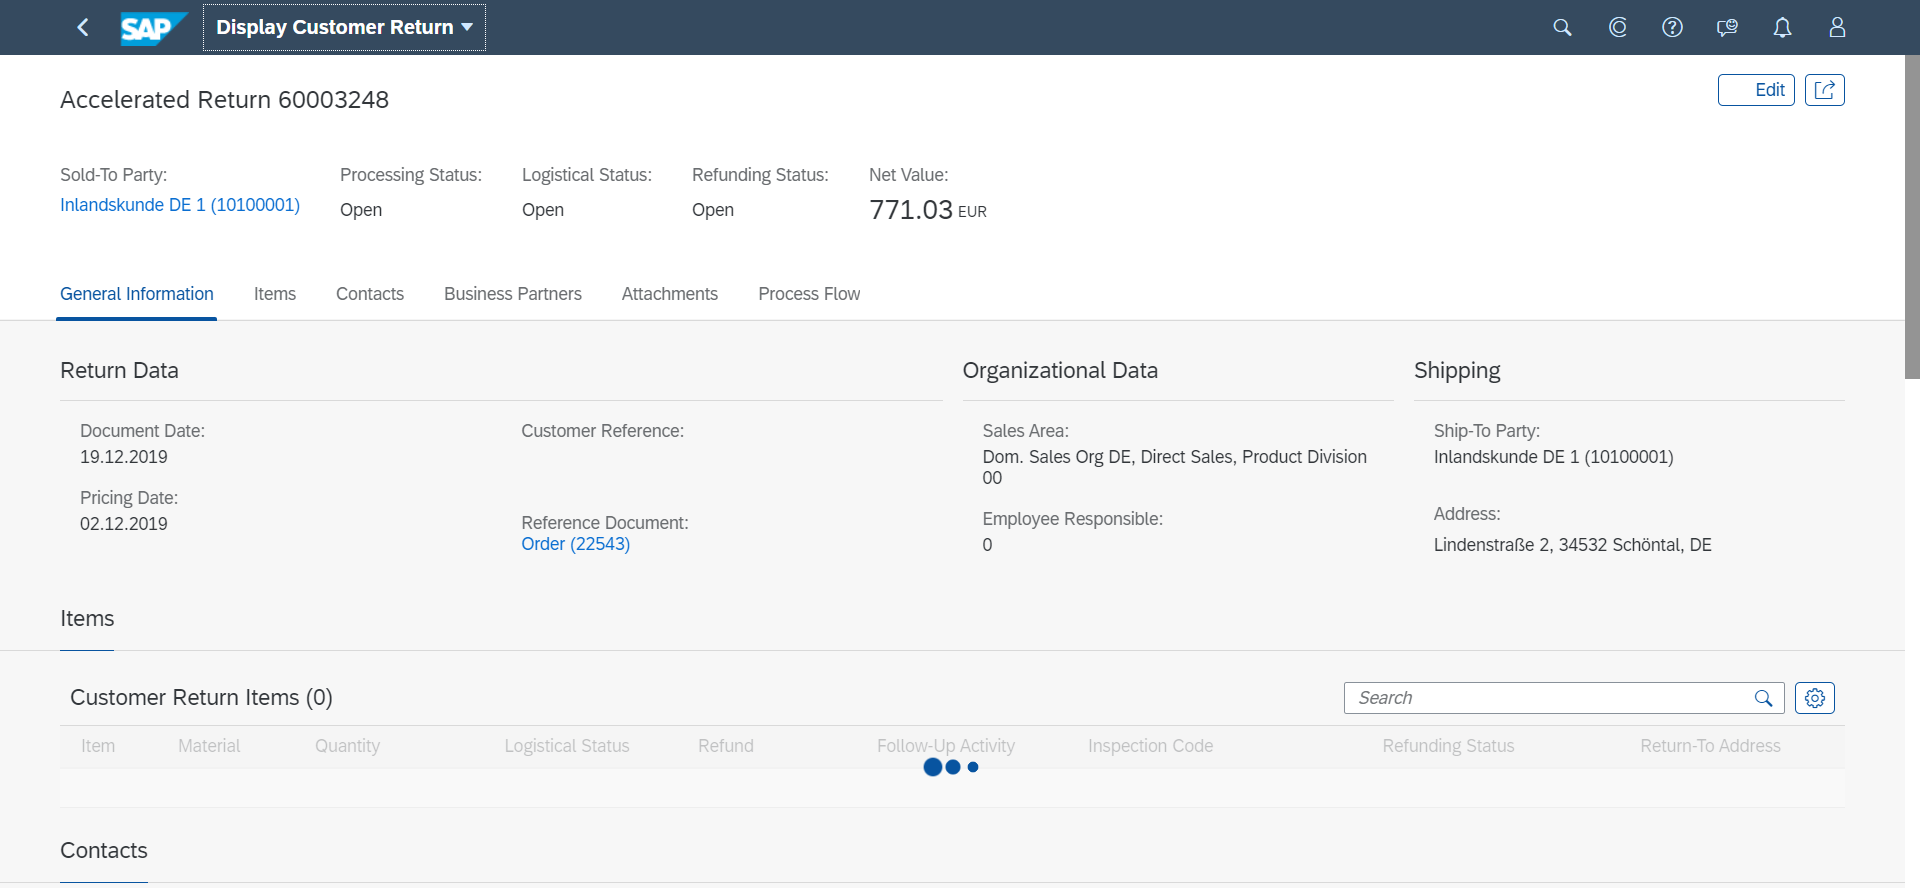 SAP Display Customer Return
Accelerated Return 60003248
Edit
Sold-To Party: Processing Status: Logistical Status: Refunding Status: Net Value:
Inlandskunde DE 1 (10100001) Open Open Open 771.03 EUR
General Information Items Contacts Business Partners Attachments Process Flow
Return Data
Document Date:
19.12.2019
Pricing Date:
02.12.2019
Customer Reference:
Reference Document:
Order (22543)
Organizational Data
Sales Area:
Dom. Sales Org DE, Direct Sales, Product Division
00
Employee Responsible:
0
Shipping
Ship-To Party:
Inlandskunde DE 1 (10100001)
Address:
Lindenstraße 2, 34532 Schöntal, DE
Items
Customer Return Items (0)
Search
Item Material Quantity Logistical Status Refund Follow-Up Activity Inspection Code Refunding Status Return-To Address
Contacts